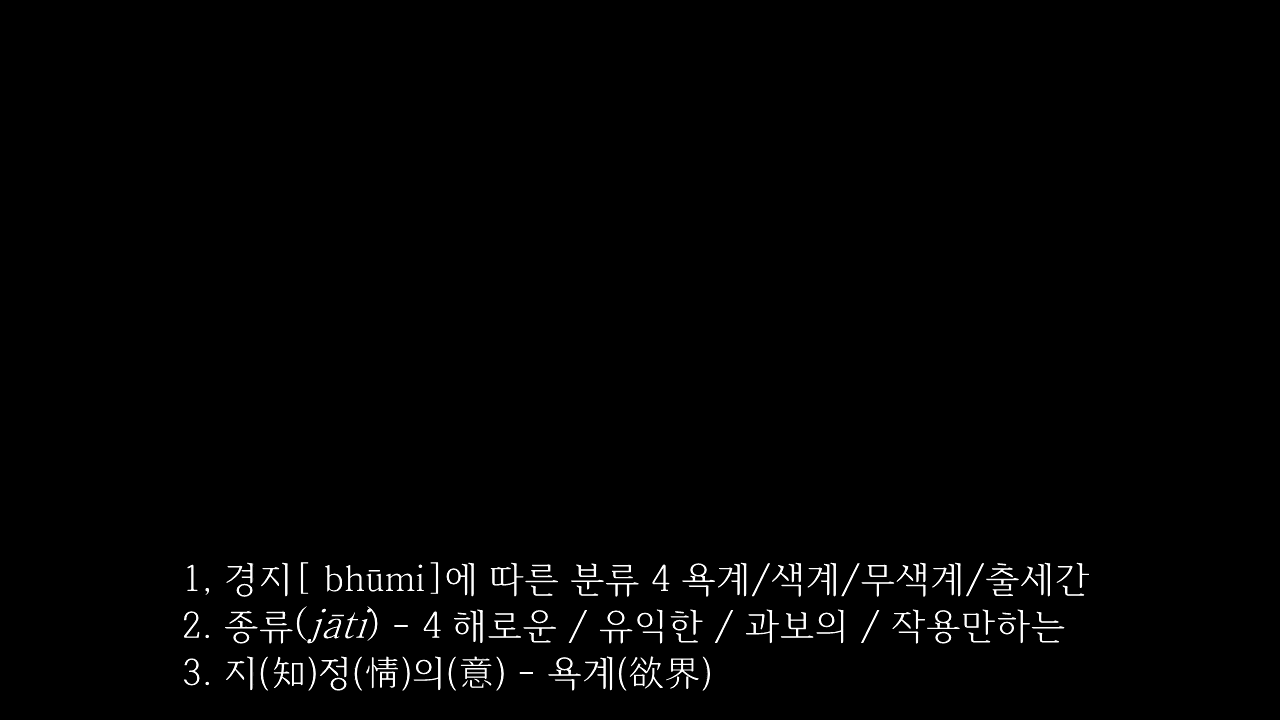 1, 경지[ bhūmi]에 따른 분류 4 욕계/색계/무색계/출세간
2. 종류(jāti) - 4 해로운 / 유익한 / 과보의 / 작용만하는
3. 지(知)정(情)의(意) - 욕계(欲界)